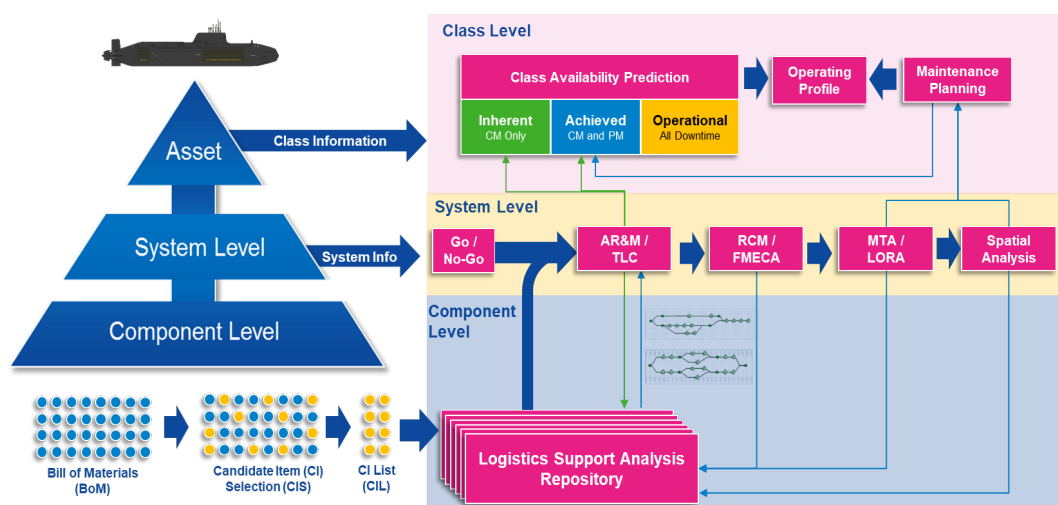 Asset
System Level
Component Level
Class Information
System Info
Bill of Materials
(BoM)
Candidate Item (CI)
Selection (CIS)
CI List
(CIL)
Class Level
Class Availability Prediction
Inherent
CM Only
Achieved
CM and PM
Operational
All Downtime
Operating
Profile
Maintenance
Planning
System Level
Go /
No-Go
AR&M /
TLC
RCM /
FMECA
MTA /
LORA
Spatial
Analysis
Component
Level
Logistics Support Analysis
Repository